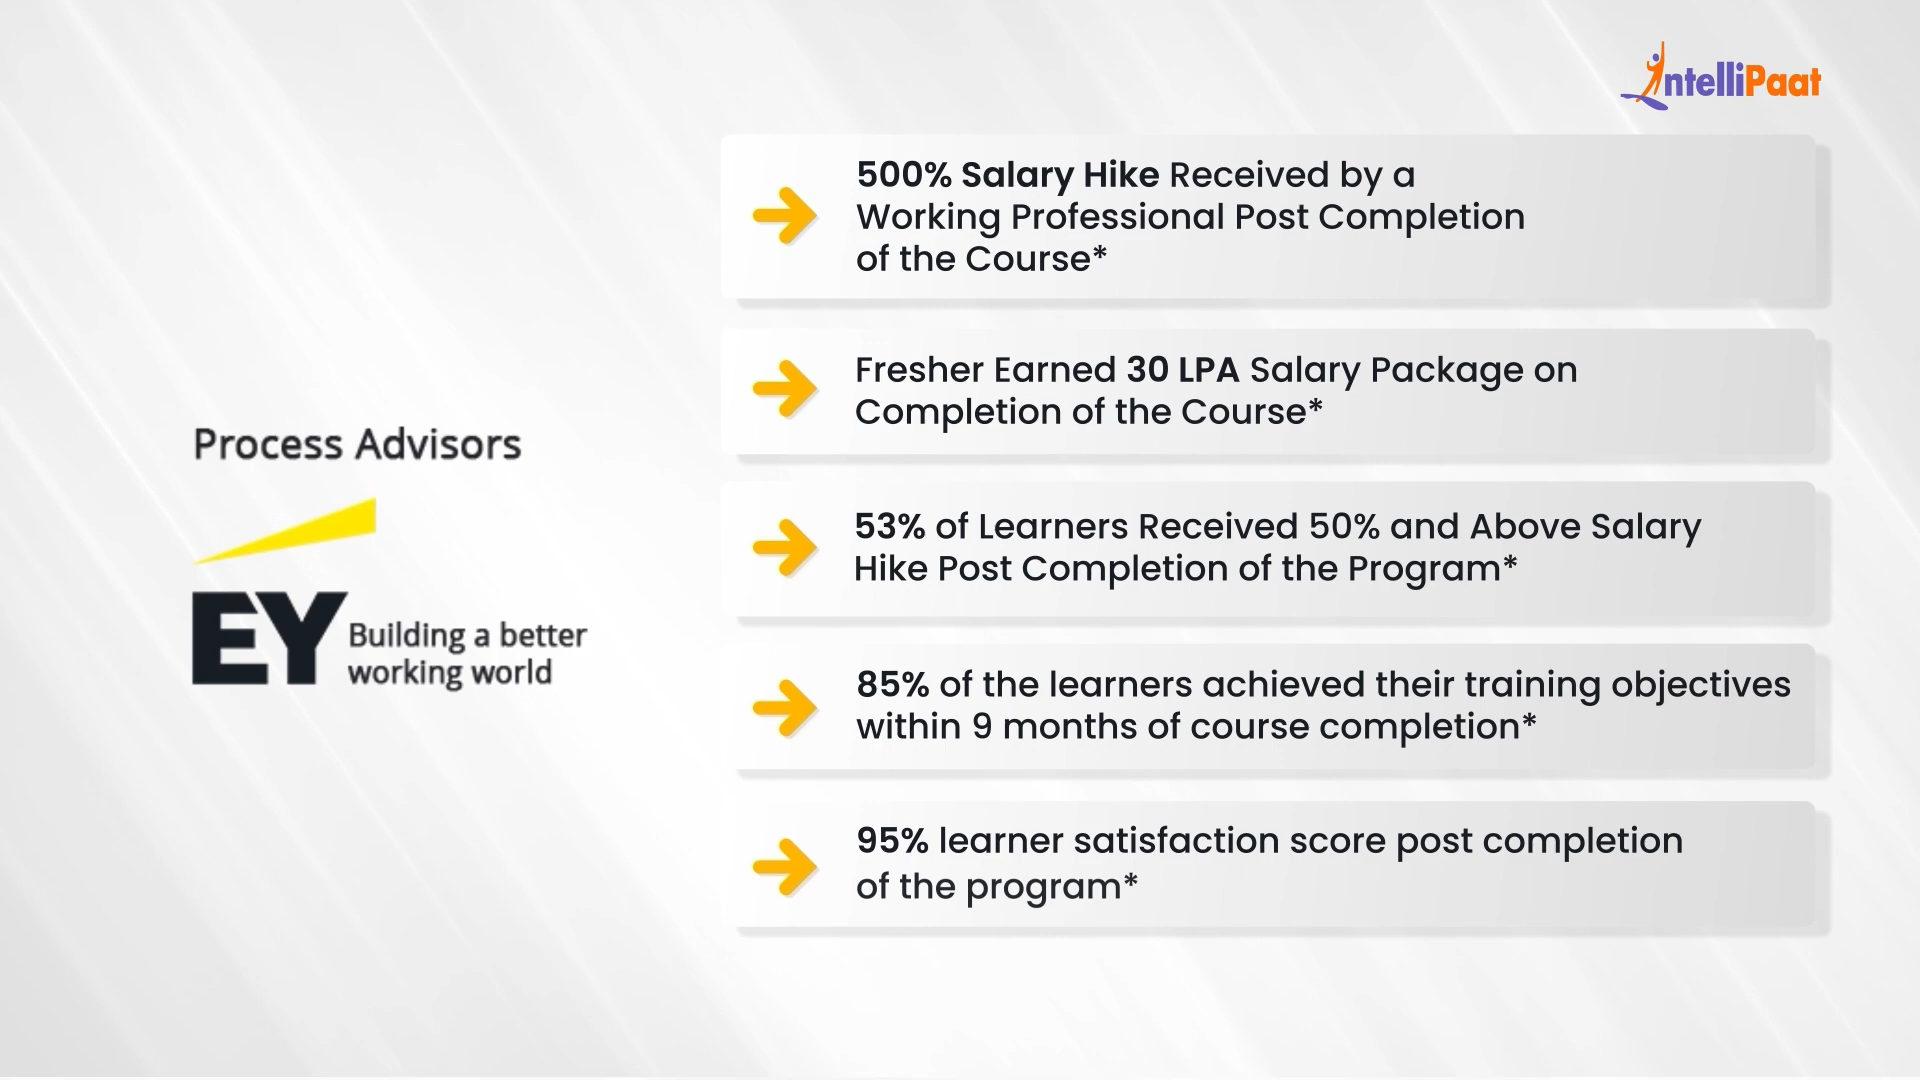 IntelliPaat
Process Advisors
EY
Building a better
working world
500% Salary Hike Received by a
Working Professional Post Completion
of the Course*
Fresher Earned 30 LPA Salary Package on
Completion of the Course*
53% of Learners Received 50% and Above Salary
Hike Post Completion of the Program*
85% of the learners achieved their training objectives
within 9 months of course completion*
95% learner satisfaction score post completion
of the program*